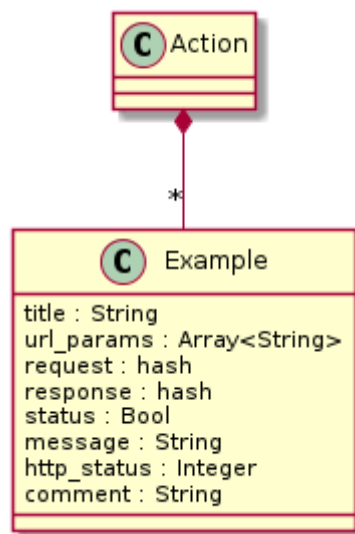 C Action
*
C Example
title : String
url_params : Array<String>
request : hash
response : hash
status : Bool
message : String
http_status : Integer
comment : String